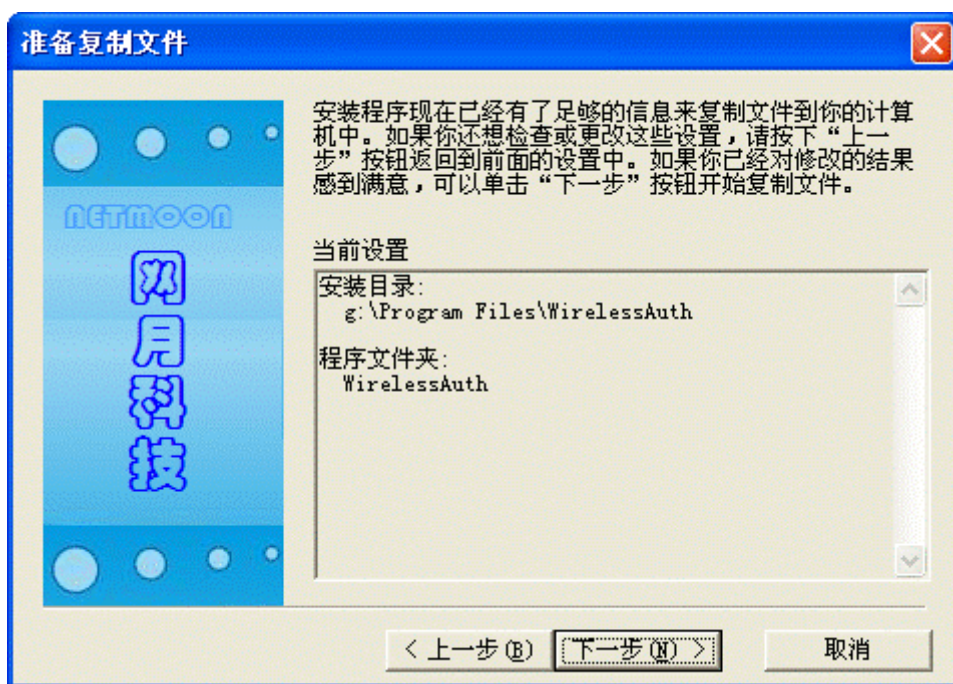 准备复制文件
NETMOON
网月科技
安装程序现在已经有了足够的信息来复制文件到你的计算
机中。如果你还想检查或更改这些设置，请按下“上一
步”按钮返回到前面的设置中。如果你已经对修改的结果
感到满意，可以单击“下一步”按钮开始复制文件。
当前设置
安装目录:
g:\Program Files\WirelessAuth
程序文件夹:
WirelessAuth
< 上一步(B)
下一步(N) >
取消